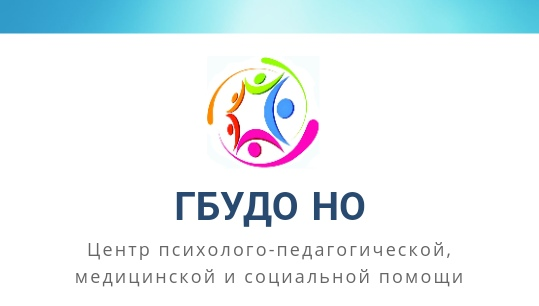 ГБУДО НО
Центр психолого-педагогической,
медицинской и социальной помощи